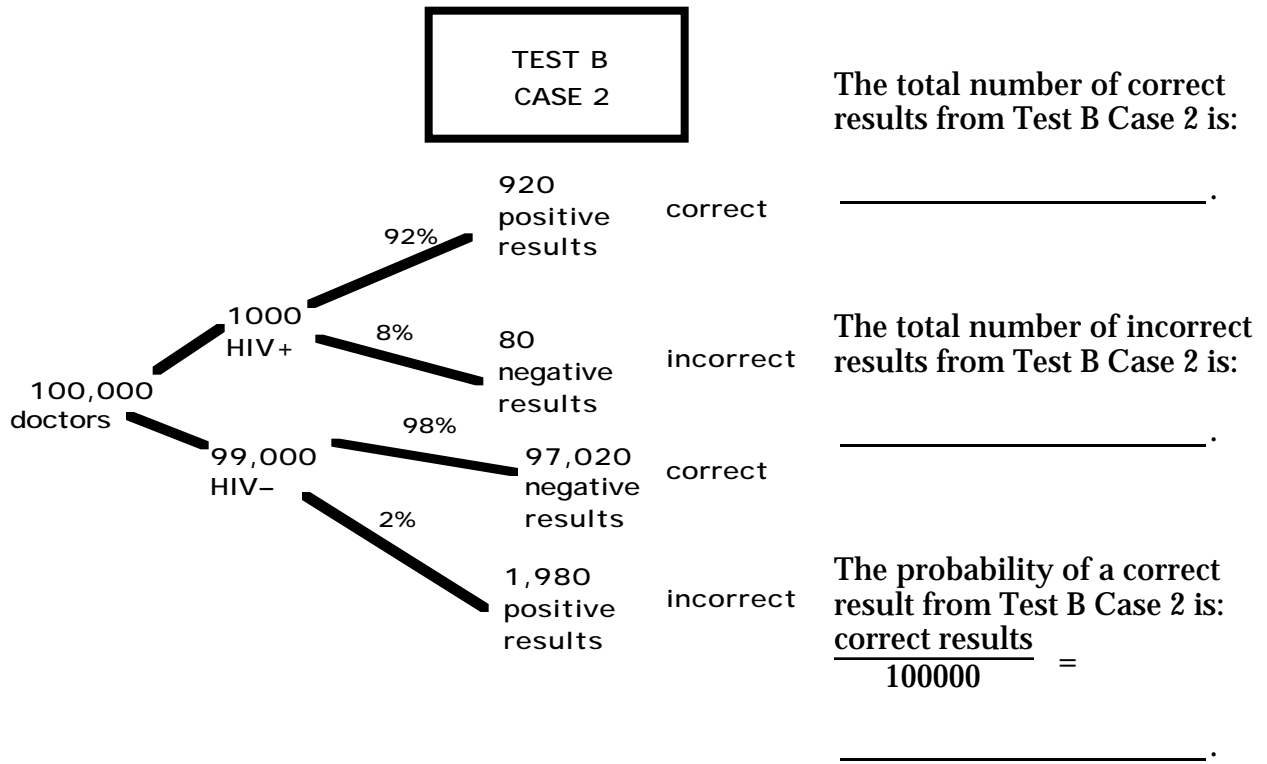 TEST B
CASE 2
920
positive
results
correct
92%
1000
HIV+
8%
80
negative
results
incorrect
100,000
doctors
98%
99,000
HIV–
97,020
negative
results
correct
2%
1,980
positive
results
incorrect
The total number of correct
results from Test B Case 2 is:
.
The total number of incorrect
results from Test B Case 2 is:
.
The probability of a correct
result from Test B Case 2 is:
correct results
100000
=
.